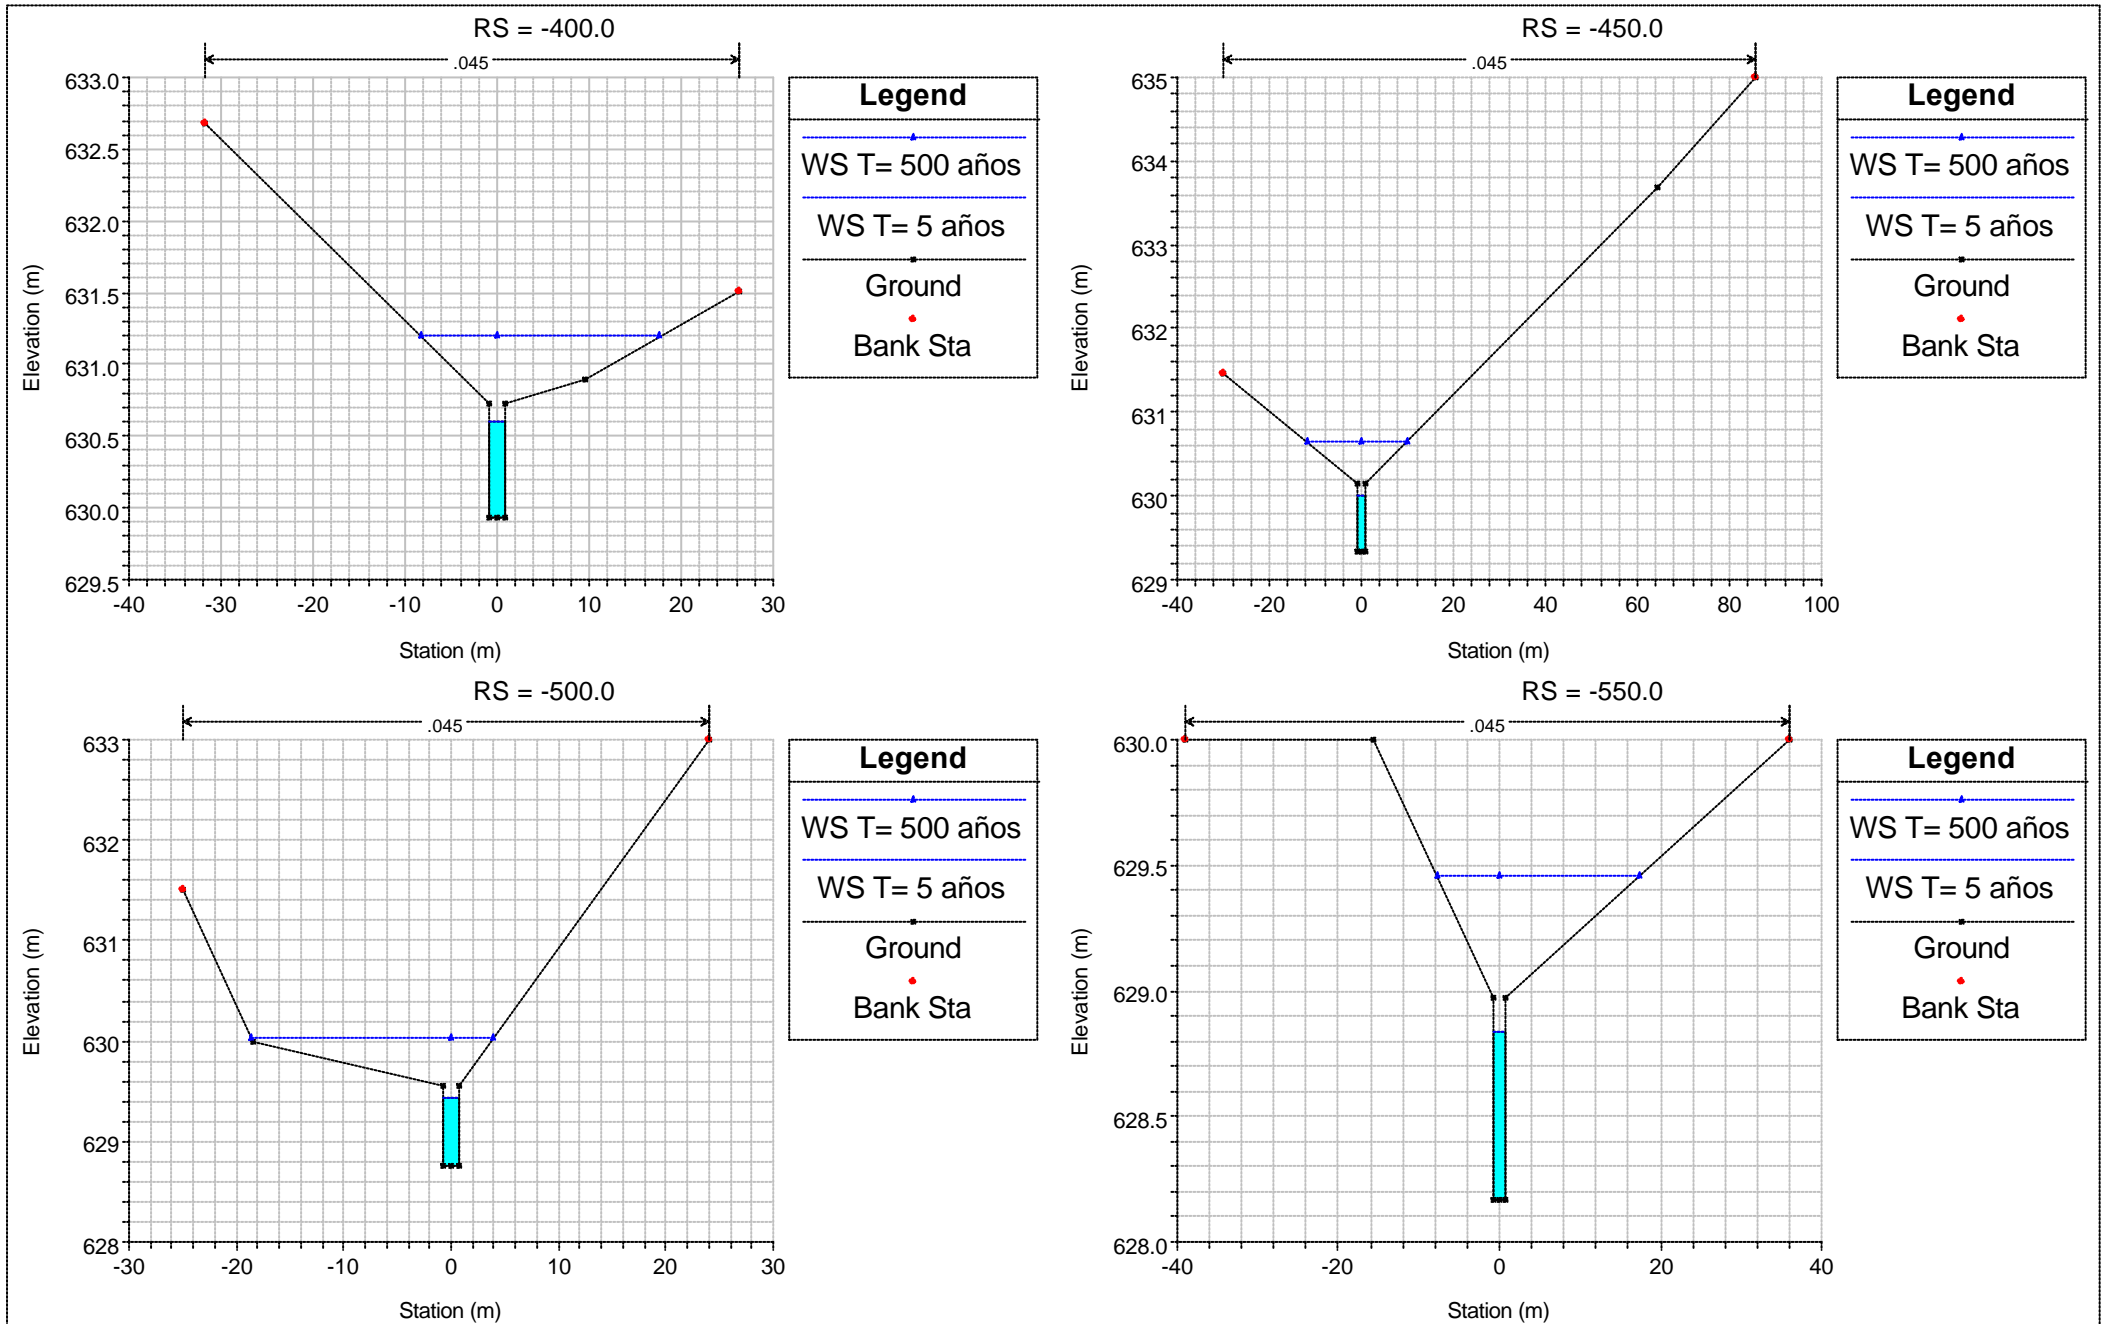 RS = -400.0
.045
633.0
632.5
632.0
631.5
631.0
630.5
630.0
629.5
-40 -30 -20 -10 0 10 20 30
Station (m)
Elevation (m)
Legend
WS T= 500 años
WS T= 5 años
Ground
Bank Sta
RS = -450.0
.045
635
634
633
632
631
630
629
-40 -20 0 20 40 60 80 100
Station (m)
Elevation (m)
Legend
WS T= 500 años
WS T= 5 años
Ground
Bank Sta
RS = -500.0
.045
633
632
631
630
629
628
-30 -20 -10 0 10 20 30
Station (m)
Elevation (m)
Legend
WS T= 500 años
WS T= 5 años
Ground
Bank Sta
RS = -550.0
.045
630.0
629.5
629.0
628.5
628.0
-40 -20 0 20 40
Station (m)
Elevation (m)
Legend
WS T= 500 años
WS T= 5 años
Ground
Bank Sta